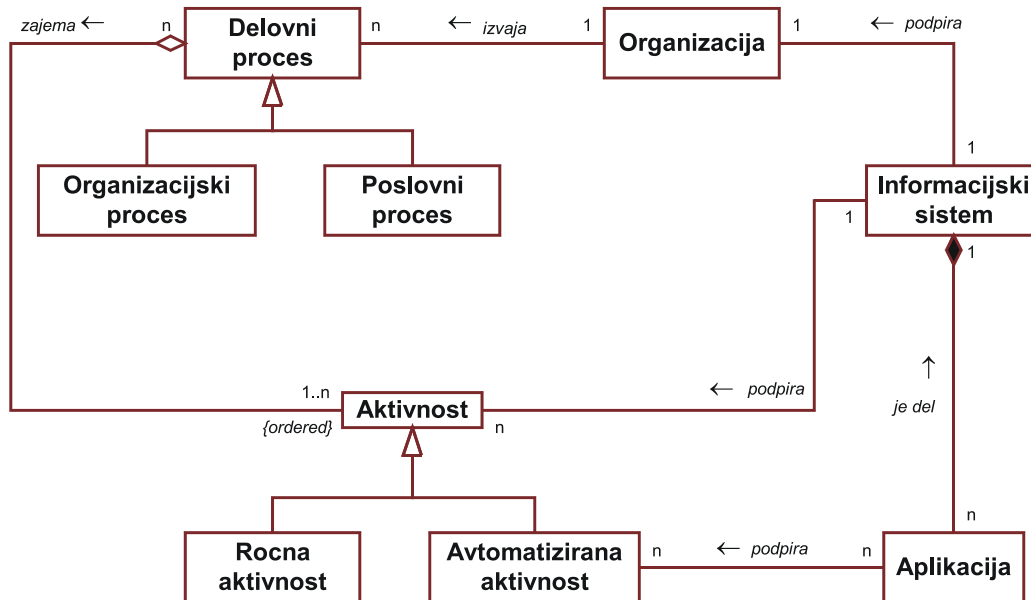 zajema ←
n
Delovni
proces
n
← izvaja
1
Organizacija
1
← podpira
1
Organizacijski
proces
Poslovni
proces
Informacijski
sistem
1
1
← podpira
↑
je del
1..n
{ordered}
Aktivnost
n
n
Rocna
aktivnost
Avtomatizirana
aktivnost
n
← podpira
n
Aplikacija